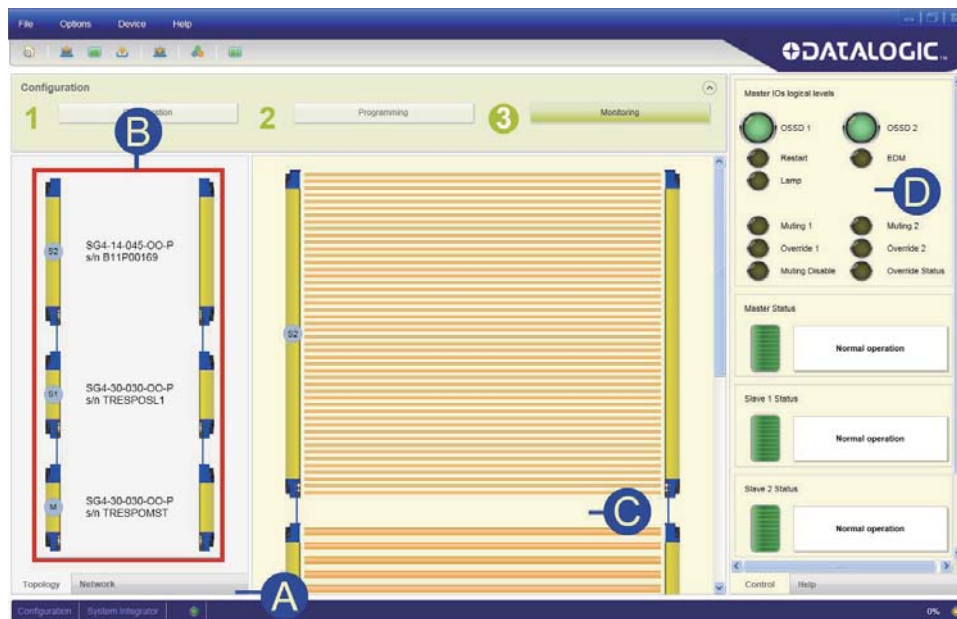 File Options Device Help
DATALOGIC™
Configuration
1
2 Programming
3 Monitoring
B
S2
SG4-14-045-OO-P
s/n B11P00169
S1
SG4-30-030-OO-P
s/n TRESPOSL1
M
SG4-30-030-OO-P
s/n TRESPOMST
Topology Network
S2
C
A
Master IOs logical levels
OSSD 1 OSSD 2
Restart EDM
Lamp
D
Muting 1 Muting 2
Override 1 Override 2
Muting Disable Override Status
Master Status
Normal operation
Slave 1 Status
Normal operation
Slave 2 Status
Normal operation
Control Help
Configuration System Integrator 0%